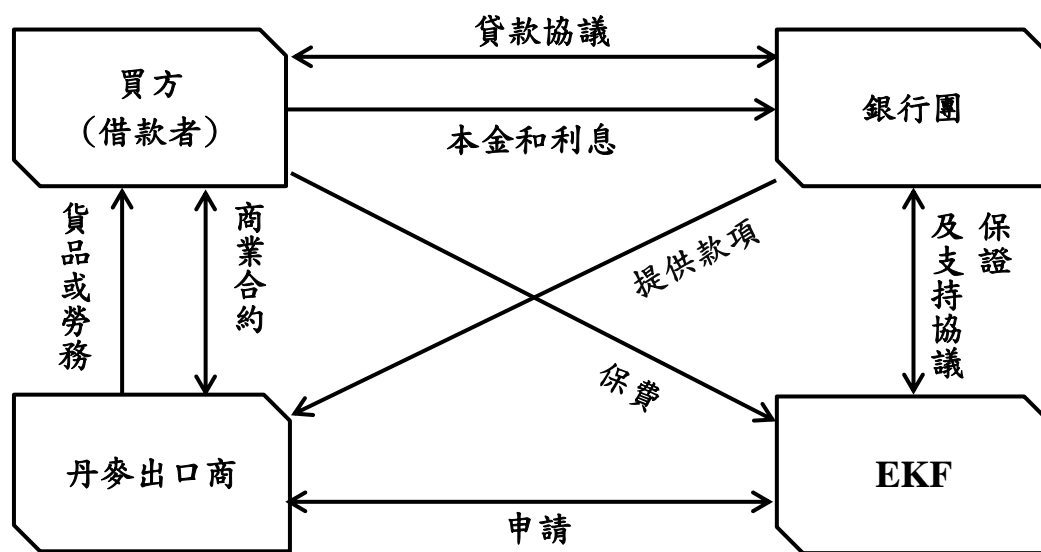 貸款協議
買方
(借款者)
銀行團
本金和利息
貨品或勞務
商業合約
提供款項
保證
及支持協議
保費
丹麥出口商
EKF
申請